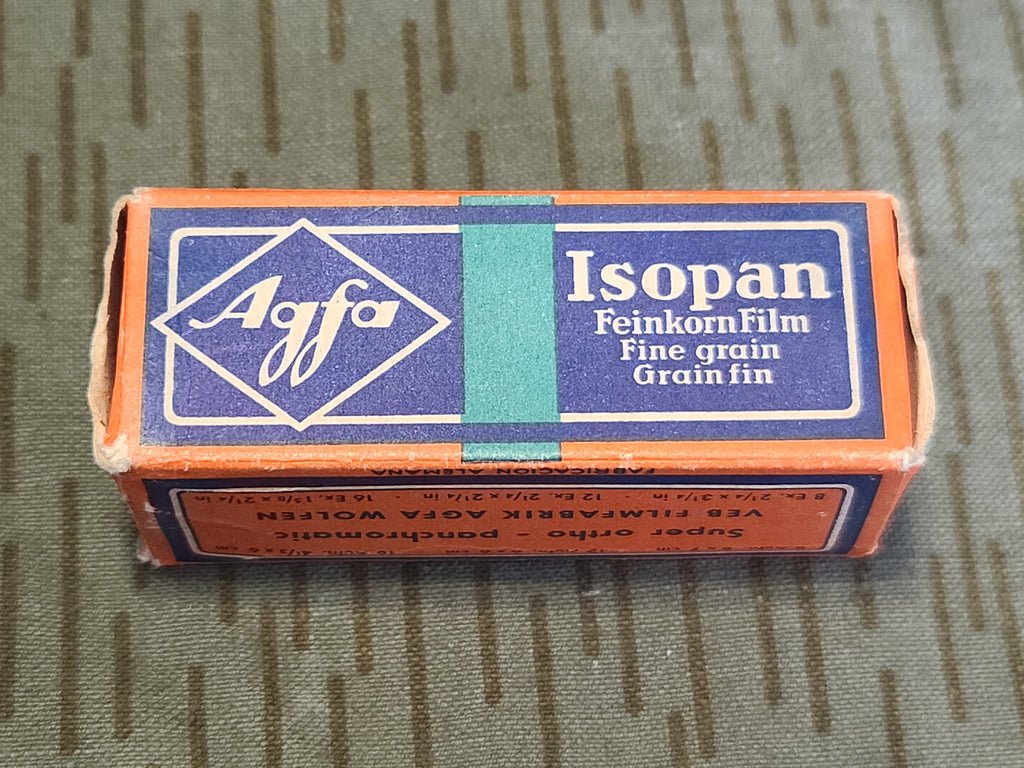 Agfa
Isopan
FeinkornFilm
Fine grain
Grain fin
Super ortho - panchromatic
VEB FILMFABRIK AGFA WOLFEN
8 Ex. 2¼ x 3¼ in · 12 Ex. 2¼ x 2¼ in · 16 Ex. 1⅝ x 2¼ in
FABRICACION ALEMANA